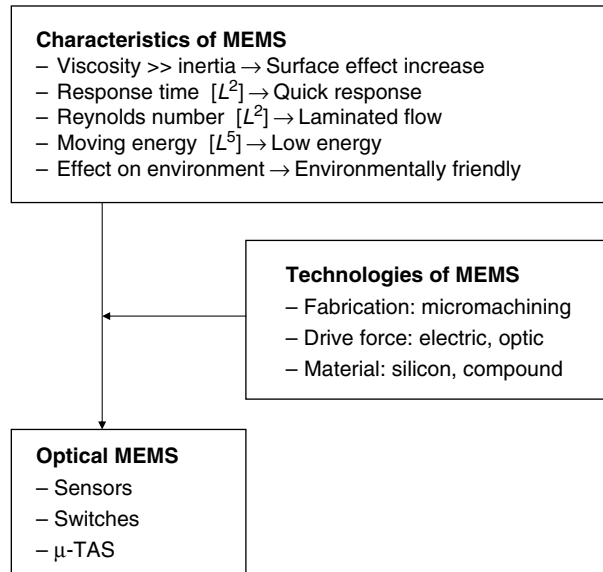 Characteristics of MEMS
– Viscosity >> inertia → Surface effect increase
– Response time [L²] → Quick response
– Reynolds number [L²] → Laminated flow
– Moving energy [L⁵] → Low energy
– Effect on environment → Environmentally friendly
Technologies of MEMS
– Fabrication: micromachining
– Drive force: electric, optic
– Material: silicon, compound
Optical MEMS
– Sensors
– Switches
– μ-TAS